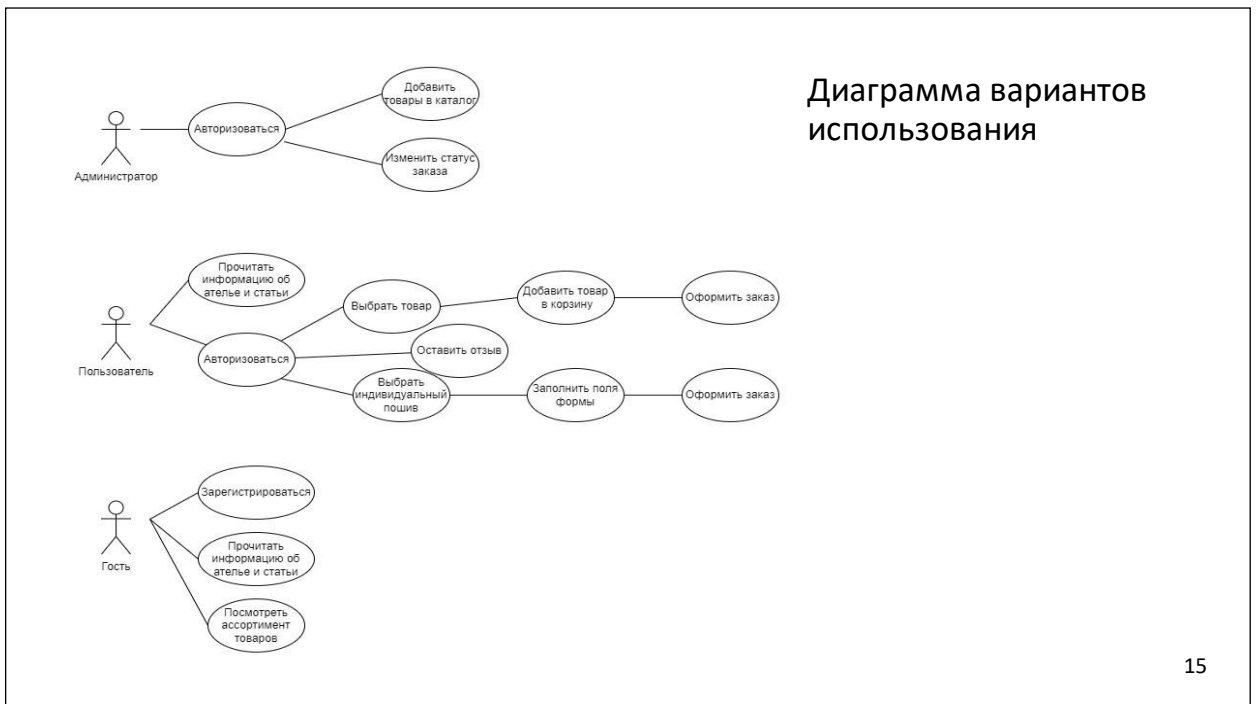 Диаграмма вариантов
использования
Добавить
товары в каталог
Авторизоваться
Изменить статус
заказа
Администратор
Прочитать
информацию об
ателье и статьи
Выбрать товар
Добавить товар
в корзину
Оформить заказ
Авторизоваться
Оставить отзыв
Пользователь
Выбрать
индивидуальный
пошив
Заполнить поля
формы
Оформить заказ
Зарегистрироваться
Прочитать
информацию об
ателье и статьи
Гость
Посмотреть
ассортимент
товаров
15